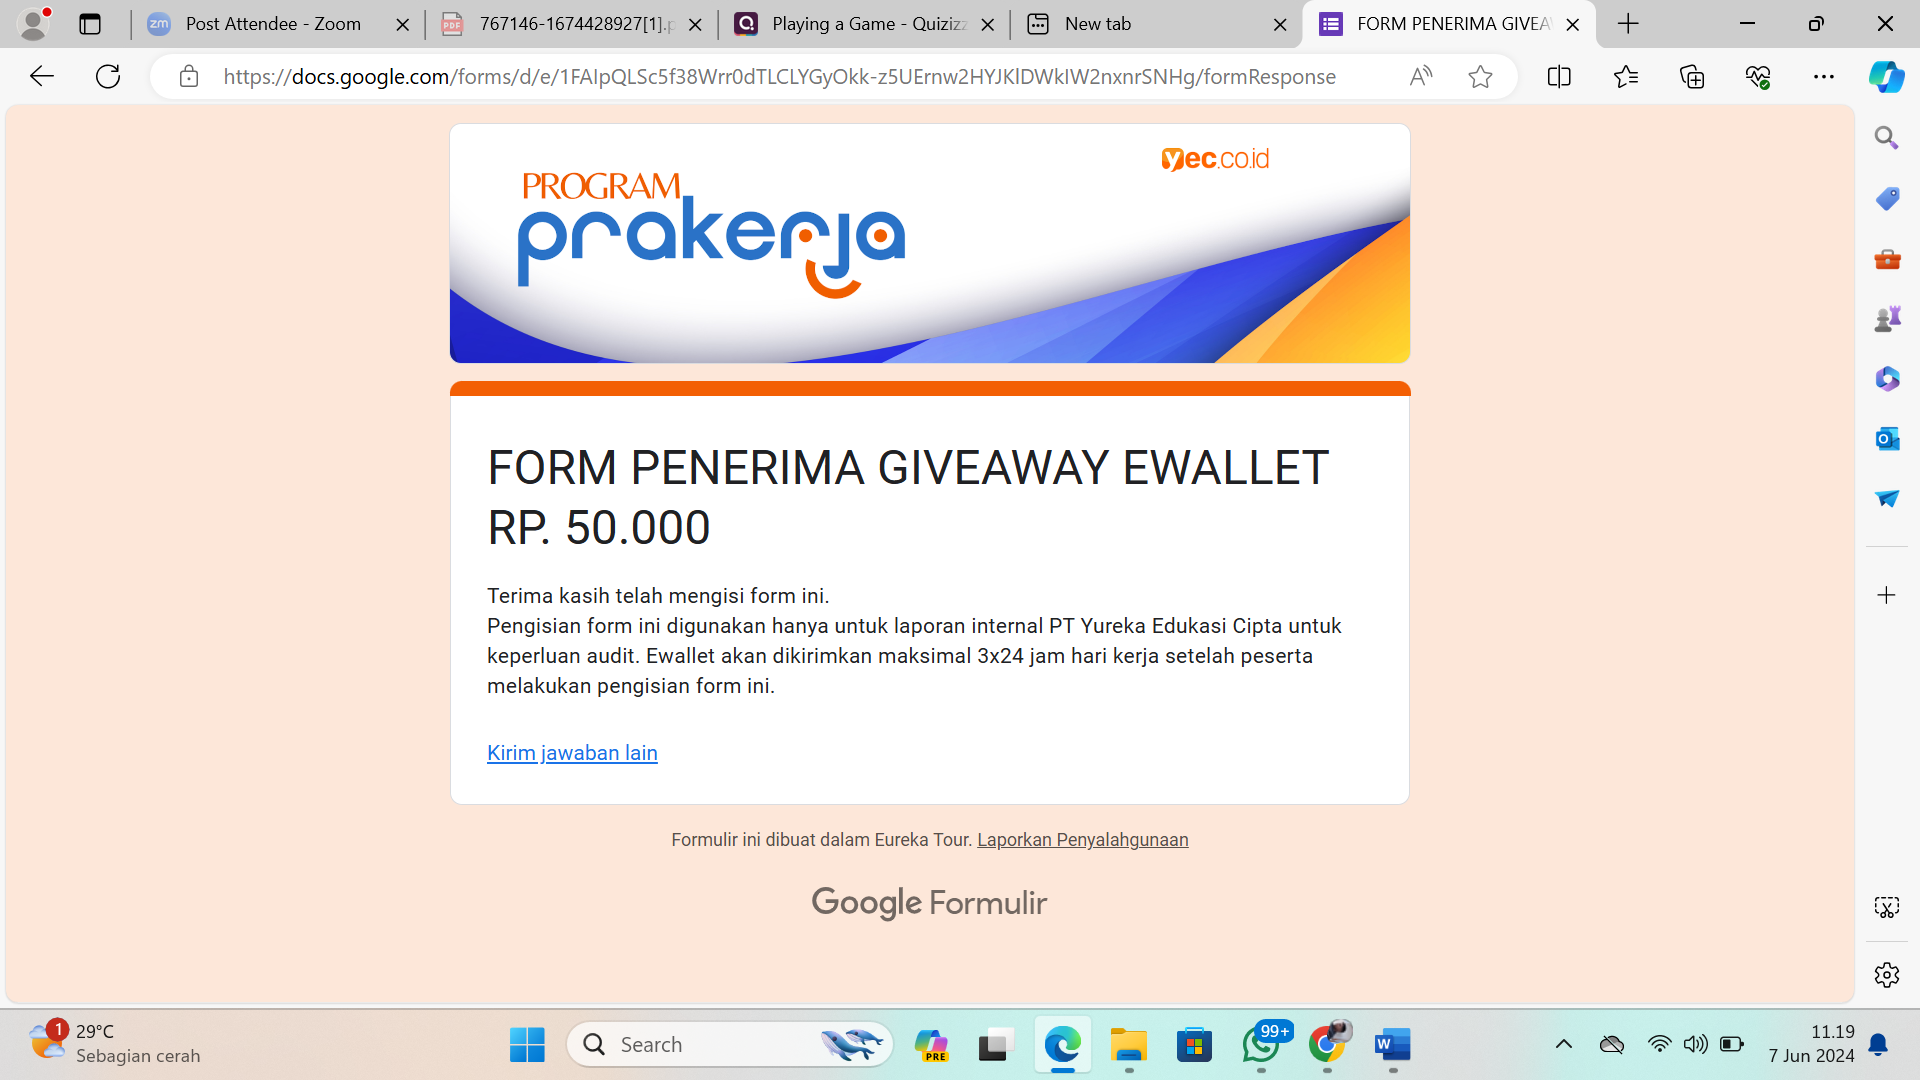 Post Attendee - Zoom
767146-1674428927[1].p
Playing a Game - Quizizz
New tab
FORM PENERIMA GIVEA
https://docs.google.com/forms/d/e/1FAIpQLSc5f38Wrr0dTLCLYGyOkk-z5UErnw2HYJKlDWkIW2nxnrSNHg/formResponse
yec.co.id
PROGRAM
prakerja
FORM PENERIMA GIVEAWAY EWALLET
RP. 50.000
Terima kasih telah mengisi form ini.
Pengisian form ini digunakan hanya untuk laporan internal PT Yureka Edukasi Cipta untuk
keperluan audit. Ewallet akan dikirimkan maksimal 3x24 jam hari kerja setelah peserta
melakukan pengisian form ini.
Kirim jawaban lain
Formulir ini dibuat dalam Eureka Tour. Laporkan Penyalahgunaan
Google Formulir
1
29°C
Sebagian cerah
Search
PRE
99+
11.19
7 Jun 2024